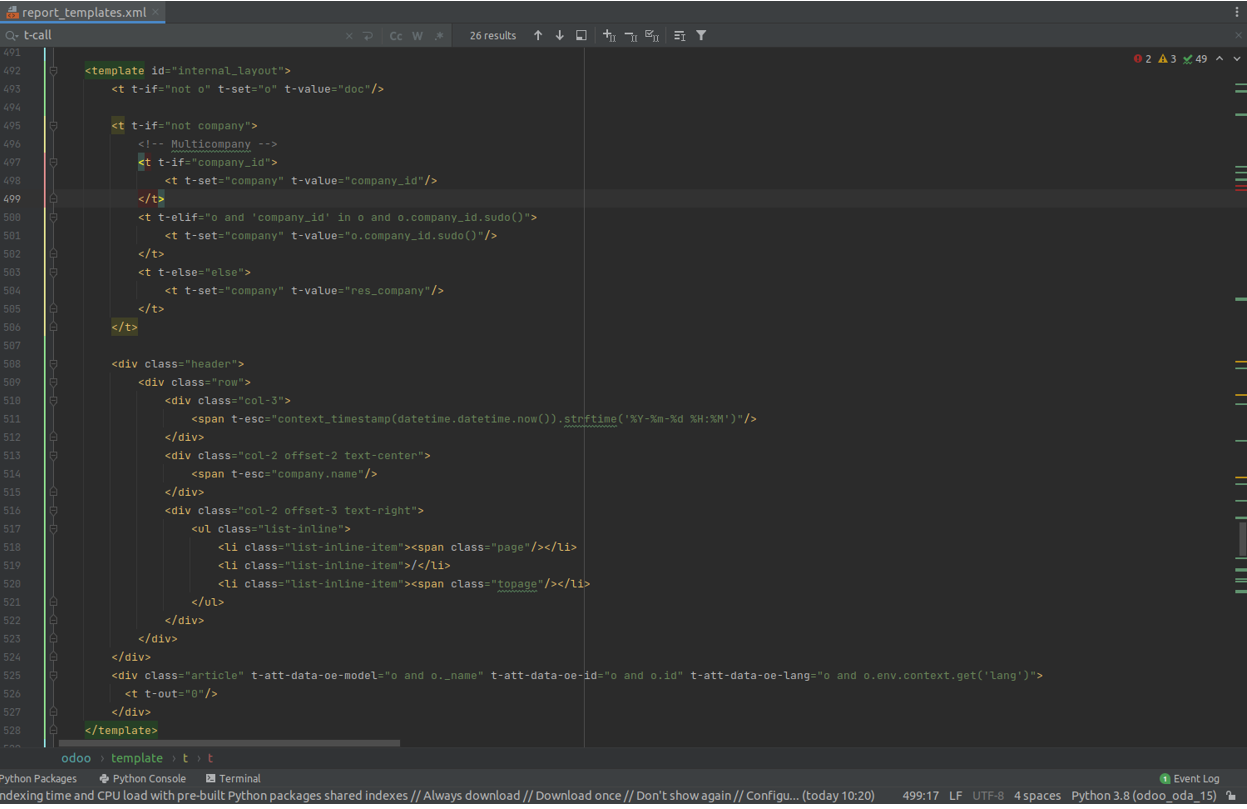 report_templates.xml
t-call
Cc W .* 26 results
2 3 49
491
492 <template id="internal_layout">
493 <t t-if="not o" t-set="o" t-value="doc"/>
494
495 <t t-if="not company">
496 <!-- Multicompany -->
497 <t t-if="company_id">
498 <t t-set="company" t-value="company_id"/>
499 </t>
500 <t t-elif="o and 'company_id' in o and o.company_id.sudo()">
501 <t t-set="company" t-value="o.company_id.sudo()"/>
502 </t>
503 <t t-else="else">
504 <t t-set="company" t-value="res_company"/>
505 </t>
506 </t>
507
508 <div class="header">
509 <div class="row">
510 <div class="col-3">
511 <span t-esc="context_timestamp(datetime.datetime.now()).strftime('%Y-%m-%d %H:%M')"/>
512 </div>
513 <div class="col-2 offset-2 text-center">
514 <span t-esc="company.name"/>
515 </div>
516 <div class="col-2 offset-3 text-right">
517 <ul class="list-inline">
518 <li class="list-inline-item"><span class="page"/></li>
519 <li class="list-inline-item">/</li>
520 <li class="list-inline-item"><span class="topage"/></li>
521 </ul>
522 </div>
523 </div>
524 </div>
525 <div class="article" t-att-data-oe-model="o and o._name" t-att-data-oe-id="o and o.id" t-att-data-oe-lang="o and o.env.context.get('lang')">
526 <t t-out="0"/>
527 </div>
528 </template>
odoo › template › t › t
Python Packages Python Console Terminal 1 Event Log
ndexing time and CPU load with pre-built Python packages shared indexes // Always download // Download once // Don't show again // Configu... (today 10:20) 499:17 LF UTF-8 4 spaces Python 3.8 (odoo_oda_15)